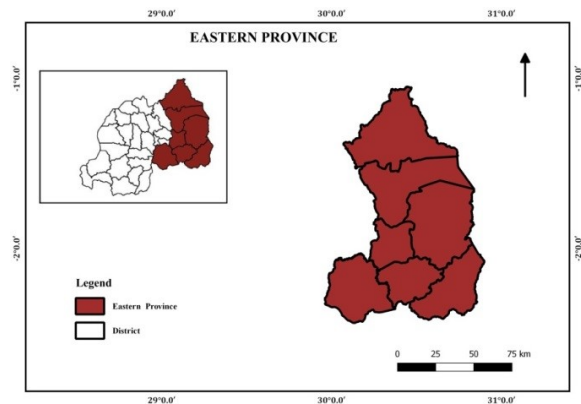 29°0.0′ 30°0.0′ 31°0.0′
EASTERN PROVINCE
-1°0.0′ -1°0.0′
-2°0.0′ -2°0.0′
Legend
Eastern Province
District
0 25 50 75 km
29°0.0′ 30°0.0′ 31°0.0′